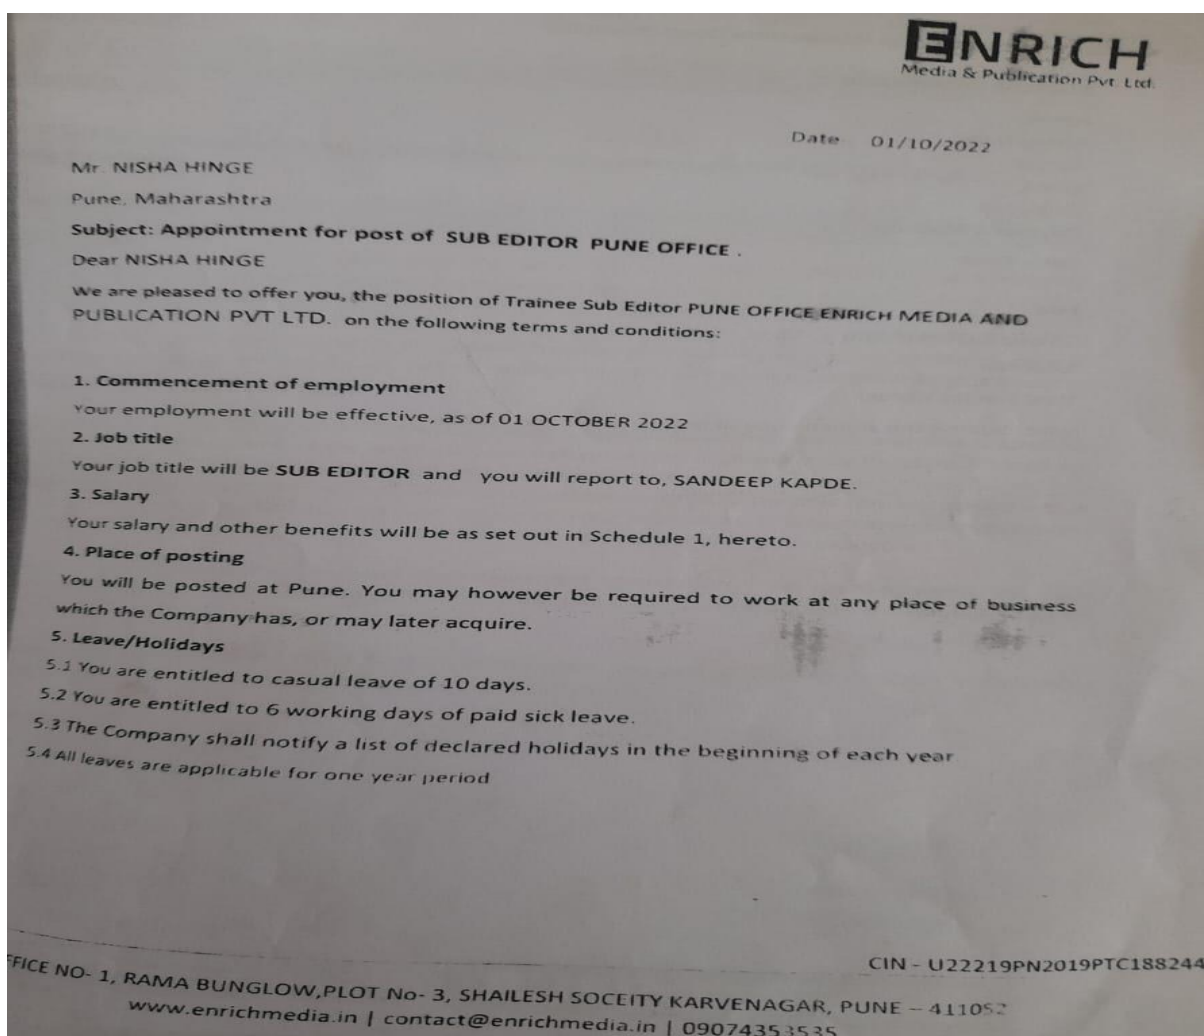 ENRICH
Media & Publication Pvt. Ltd.
Date 01/10/2022
Mr. NISHA HINGE
Pune, Maharashtra
Subject: Appointment for post of SUB EDITOR PUNE OFFICE .
Dear NISHA HINGE
We are pleased to offer you, the position of Trainee Sub Editor PUNE OFFICE ENRICH MEDIA AND
PUBLICATION PVT LTD. on the following terms and conditions:
1. Commencement of employment
Your employment will be effective, as of 01 OCTOBER 2022
2. Job title
Your job title will be SUB EDITOR and you will report to, SANDEEP KAPDE.
3. Salary
Your salary and other benefits will be as set out in Schedule 1, hereto.
4. Place of posting
You will be posted at Pune. You may however be required to work at any place of business
which the Company has, or may later acquire.
5. Leave/Holidays
5.1 You are entitled to casual leave of 10 days.
5.2 You are entitled to 6 working days of paid sick leave.
5.3 The Company shall notify a list of declared holidays in the beginning of each year
5.4 All leaves are applicable for one year period
CIN - U22219PN2019PTC188244
FFICE NO- 1, RAMA BUNGLOW,PLOT No- 3, SHAILESH SOCEITY KARVENAGAR, PUNE – 411052
www.enrichmedia.in | contact@enrichmedia.in | 09074353535